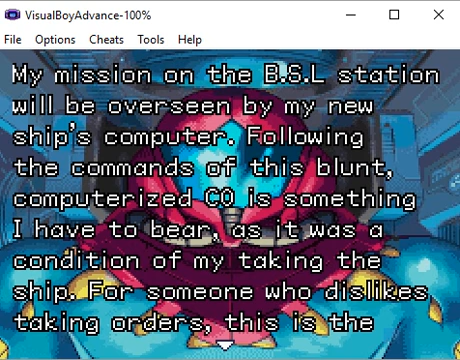 VisualBoyAdvance-100%
File Options Cheats Tools Help
My mission on the B.S.L station
will be overseen by my new
ship's computer. Following
the commands of this blunt,
computerized CO is something
I have to bear, as it was a
condition of my taking the
ship. For someone who dislikes
taking orders, this is the